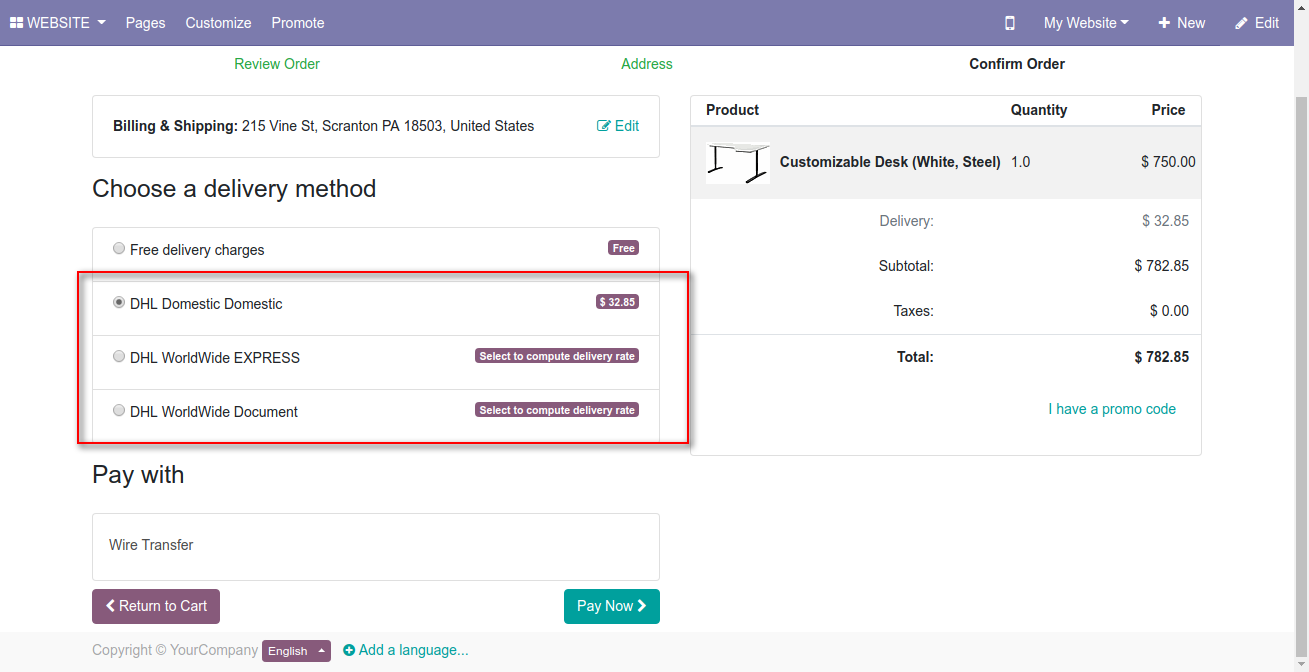 WEBSITE Pages Customize Promote My Website New Edit
Review Order Address Confirm Order
Billing & Shipping: 215 Vine St, Scranton PA 18503, United States Edit
Choose a delivery method
Free delivery charges Free
DHL Domestic Domestic $ 32.85
DHL WorldWide EXPRESS Select to compute delivery rate
DHL WorldWide Document Select to compute delivery rate
Pay with
Wire Transfer
Return to Cart Pay Now
Product Quantity Price
Customizable Desk (White, Steel) 1.0 $ 750.00
Delivery: $ 32.85
Subtotal: $ 782.85
Taxes: $ 0.00
Total: $ 782.85
I have a promo code
Copyright © YourCompany English Add a language...